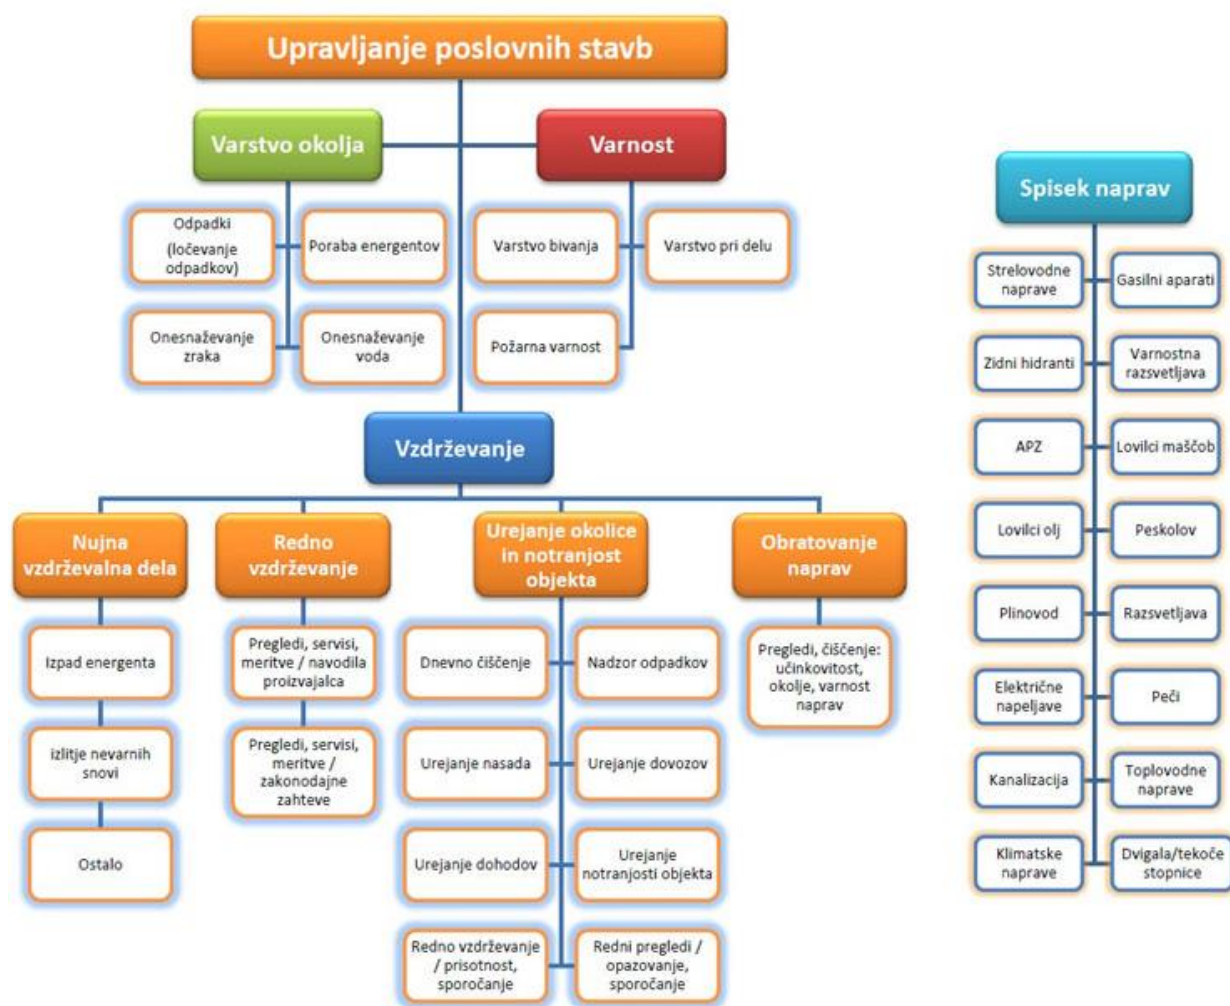 Upravljanje poslovnih stavb
Varstvo okolja
Varnost
Odpadki
(ločevanje
odpadkov)
Poraba energentov
Onesnaževanje
zraka
Onesnaževanje
voda
Varstvo bivanja
Varstvo pri delu
Požarna varnost
Vzdrževanje
Nujna
vzdrževalna dela
Izpad energenta
izlitje nevarnih
snovi
Ostalo
Redno
vzdrževanje
Pregledi, servisi,
meritve / navodila
proizvajalca
Pregledi, servisi,
meritve /
zakonodajne
zahteve
Urejanje okolice
in notranjost
objekta
Dnevno čiščenje
Nadzor odpadkov
Urejanje nasada
Urejanje dovozov
Urejanje dohodov
Urejanje
notranjosti objekta
Redno vzdrževanje
/ prisotnost,
sporočanje
Redni pregledi /
opazovanje,
sporočanje
Obratovanje
naprav
Pregledi, čiščenje:
učinkovitost,
okolje, varnost
naprav
Spisek naprav
Strelovodne
naprave
Gasilni aparati
Zidni hidranti
Varnostna
razsvetljava
APZ
Lovilci maščob
Lovilci olj
Peskolov
Plinovod
Razsvetljava
Električne
napeljave
Peči
Kanalizacija
Toplovodne
naprave
Klimatske
naprave
Dvigala/tekoče
stopnice